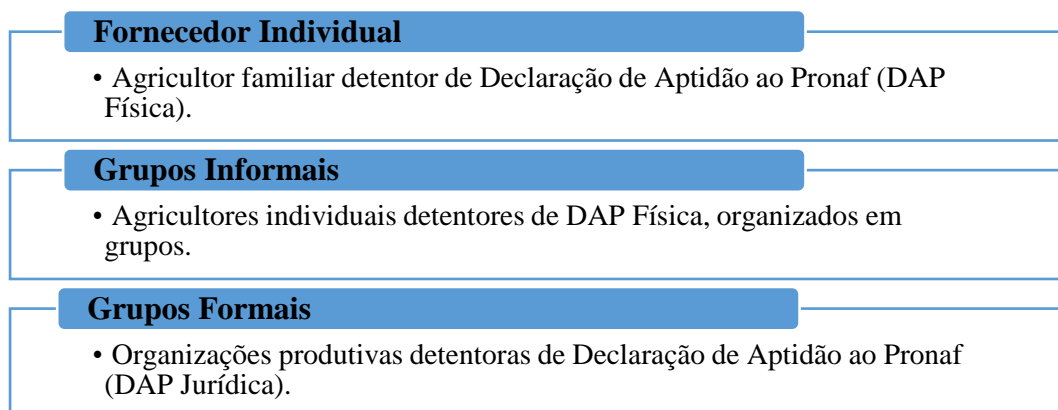 Fornecedor Individual
• Agricultor familiar detentor de Declaração de Aptidão ao Pronaf (DAP
Física).
Grupos Informais
• Agricultores individuais detentores de DAP Física, organizados em
grupos.
Grupos Formais
• Organizações produtivas detentoras de Declaração de Aptidão ao Pronaf
(DAP Jurídica).